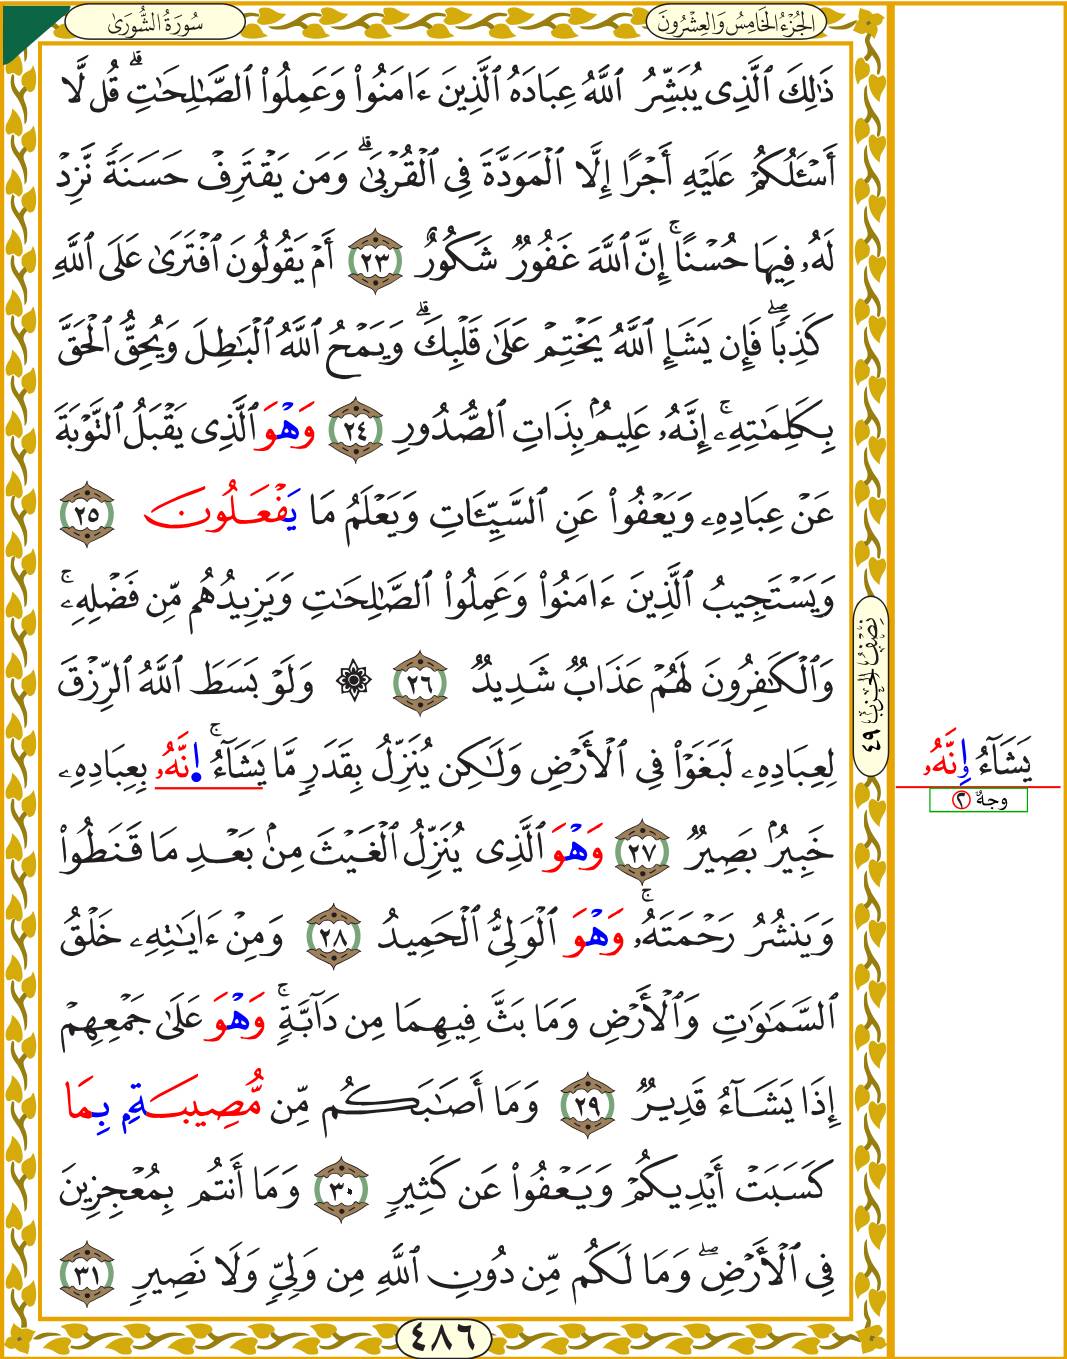 الجُزْءُ الخَامِسُ وَالعِشْرُونَ
سُورَةُ الشُّورَىٰ
ذَٰلِكَ ٱلَّذِى يُبَشِّرُ ٱللَّهُ عِبَادَهُ ٱلَّذِينَ ءَامَنُوا۟ وَعَمِلُوا۟ ٱلصَّـٰلِحَـٰتِ ۗ قُل لَّا
أَسْـَٔلُكُمْ عَلَيْهِ أَجْرًا إِلَّا ٱلْمَوَدَّةَ فِى ٱلْقُرْبَىٰ ۗ وَمَن يَقْتَرِفْ حَسَنَةً نَّزِدْ
لَهُۥ فِيهَا حُسْنًا ۚ إِنَّ ٱللَّهَ غَفُورٌ شَكُورٌ ٢٣ أَمْ يَقُولُونَ ٱفْتَرَىٰ عَلَى ٱللَّهِ
كَذِبًا ۖ فَإِن يَشَإِ ٱللَّهُ يَخْتِمْ عَلَىٰ قَلْبِكَ ۗ وَيَمْحُ ٱللَّهُ ٱلْبَـٰطِلَ وَيُحِقُّ ٱلْحَقَّ
بِكَلِمَـٰتِهِۦٓ ۚ إِنَّهُۥ عَلِيمٌۢ بِذَاتِ ٱلصُّدُورِ ٢٤ وَهْوَ ٱلَّذِى يَقْبَلُ ٱلتَّوْبَةَ
عَنْ عِبَادِهِۦ وَيَعْفُوا۟ عَنِ ٱلسَّيِّـَٔاتِ وَيَعْلَمُ مَا يَفْعَلُونَ ٢٥
وَيَسْتَجِيبُ ٱلَّذِينَ ءَامَنُوا۟ وَعَمِلُوا۟ ٱلصَّـٰلِحَـٰتِ وَيَزِيدُهُم مِّن فَضْلِهِۦ ۚ
وَٱلْكَـٰفِرُونَ لَهُمْ عَذَابٌ شَدِيدٌ ٢٦ ۞ وَلَوْ بَسَطَ ٱللَّهُ ٱلرِّزْقَ
لِعِبَادِهِۦ لَبَغَوْا۟ فِى ٱلْأَرْضِ وَلَـٰكِن يُنَزِّلُ بِقَدَرٍ مَّا يَشَآءُ ۚ اِنَّهُۥ بِعِبَادِهِۦ
خَبِيرٌۢ بَصِيرٌ ٢٧ وَهْوَ ٱلَّذِى يُنَزِّلُ ٱلْغَيْثَ مِنۢ بَعْدِ مَا قَنَطُوا۟
وَيَنشُرُ رَحْمَتَهُۥ ۚ وَهْوَ ٱلْوَلِىُّ ٱلْحَمِيدُ ٢٨ وَمِنْ ءَايَـٰتِهِۦ خَلْقُ
ٱلسَّمَـٰوَٰتِ وَٱلْأَرْضِ وَمَا بَثَّ فِيهِمَا مِن دَآبَّةٍ ۚ وَهْوَ عَلَىٰ جَمْعِهِمْ
إِذَا يَشَآءُ قَدِيرٌ ٢٩ وَمَآ أَصَـٰبَكُم مِّن مُّصِيبَةٍۭ بِمَا
كَسَبَتْ أَيْدِيكُمْ وَيَعْفُوا۟ عَن كَثِيرٍ ٣٠ وَمَآ أَنتُم بِمُعْجِزِينَ
فِى ٱلْأَرْضِ ۖ وَمَا لَكُم مِّن دُونِ ٱللَّهِ مِن وَلِىٍّ وَلَا نَصِيرٍ ٣١
نِصْفُ الحِزْبِ ٤٩
يَشَآءُ وِنَّهُۥ
وجهٌ ٢
٤٨٦